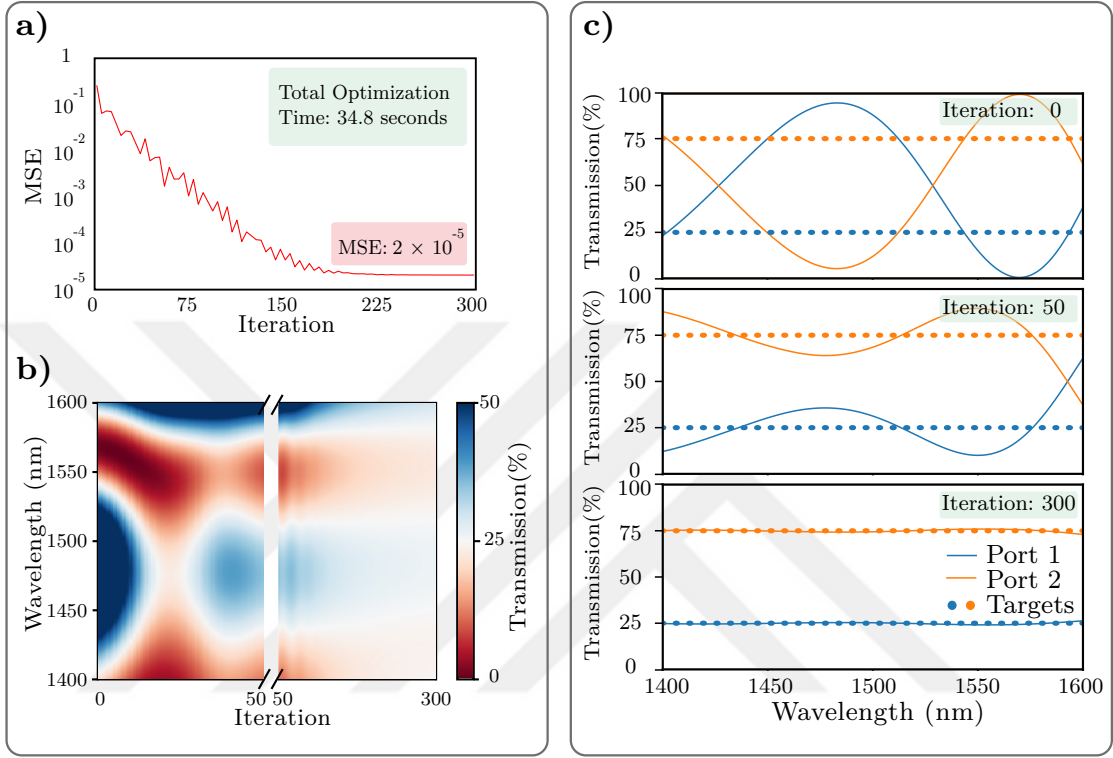 a)
1
10-1
10-2
10-3
10-4
10-5
MSE
Total Optimization
Time: 34.8 seconds
MSE: 2 × 10-5
0 75 150 225 300
Iteration
b)
1600
1550
1500
1450
1400
Wavelength (nm)
50 50 300
0
Iteration
50
25
0
Transmission(%)
c)
100
75
50
25
0
Transmission(%)
Iteration: 0
100
75
50
25
0
Transmission(%)
Iteration: 50
100
75
50
25
0
Transmission(%)
Iteration: 300
Port 1
Port 2
Targets
1400 1450 1500 1550 1600
Wavelength (nm)